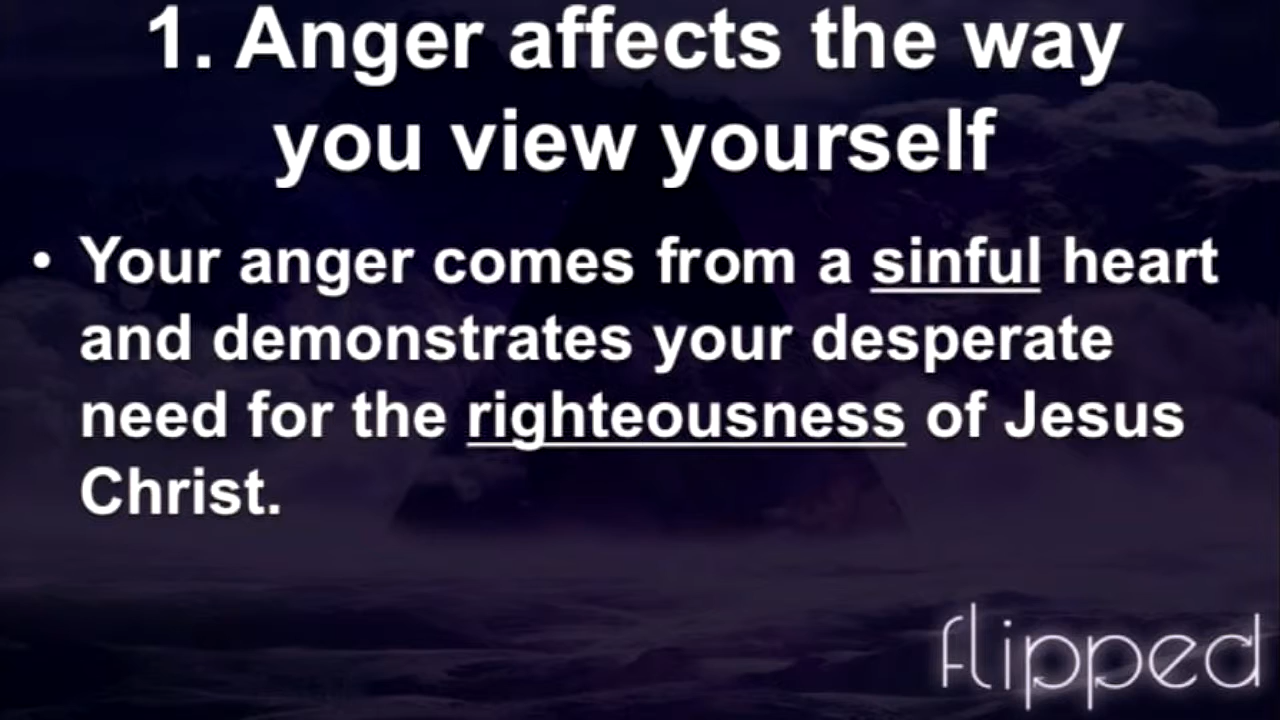 1. Anger affects the way
you view yourself
• Your anger comes from a sinful heart
and demonstrates your desperate
need for the righteousness of Jesus
Christ.
flipped